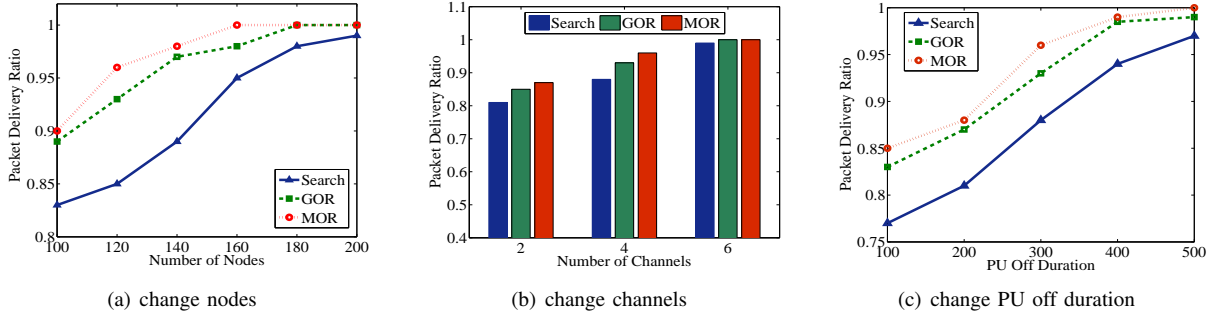 Packet Delivery Ratio
1
0.95
0.9
0.85
0.8
100 120 140 160 180 200
Number of Nodes
Search
GOR
MOR
(a) change nodes
Packet Delivery Ratio
1.1
1.0
0.9
0.8
0.7
0.6
0.5
0.4
2 4 6
Number of Channels
Search GOR MOR
(b) change channels
Packet Delivery Ratio
1
0.95
0.9
0.85
0.8
0.75
100 200 300 400 500
PU Off Duration
Search
GOR
MOR
(c) change PU off duration